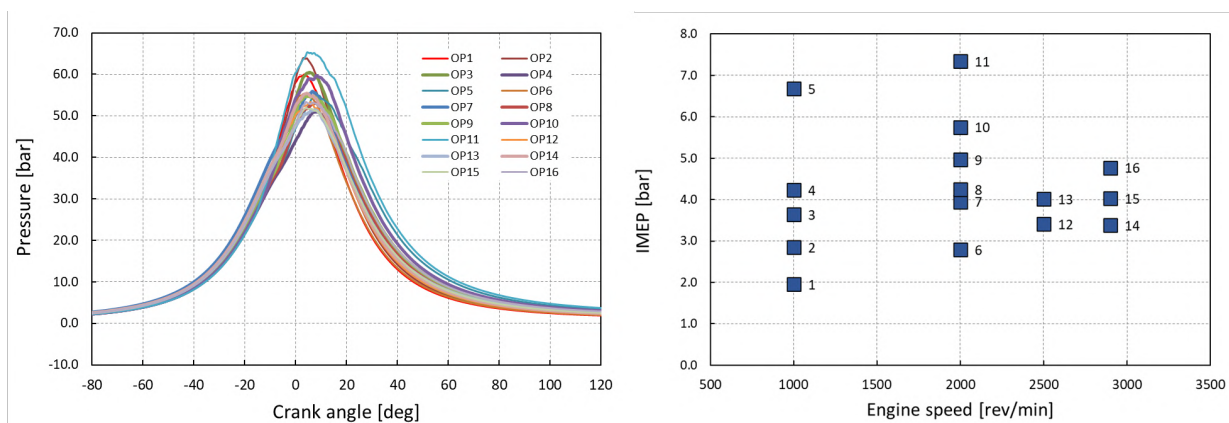 70.0
60.0
50.0
40.0
30.0
20.0
10.0
0.0
-10.0
Pressure [bar]
-80 -60 -40 -20 0 20 40 60 80 100 120
Crank angle [deg]
OP1 OP2
OP3 OP4
OP5 OP6
OP7 OP8
OP9 OP10
OP11 OP12
OP13 OP14
OP15 OP16
8.0
7.0
6.0
5.0
4.0
3.0
2.0
1.0
0.0
IMEP [bar]
11
5
10
9
16
4 8
7 13 15
3
12 14
2 6
1
500 1000 1500 2000 2500 3000 3500
Engine speed [rev/min]